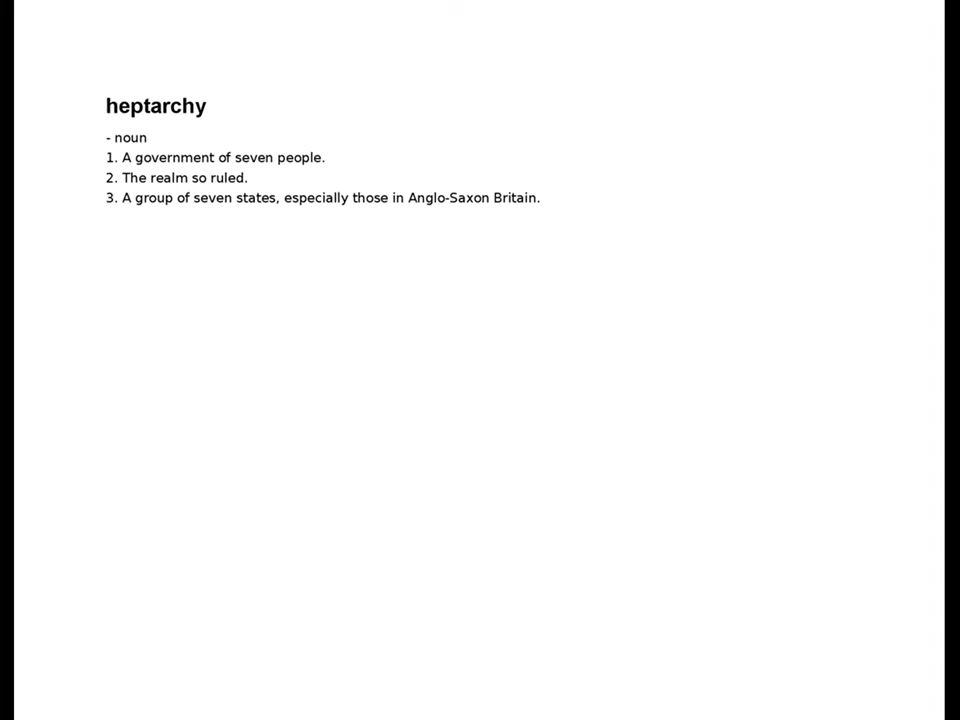 heptarchy
- noun
1. A government of seven people.
2. The realm so ruled.
3. A group of seven states, especially those in Anglo-Saxon Britain.